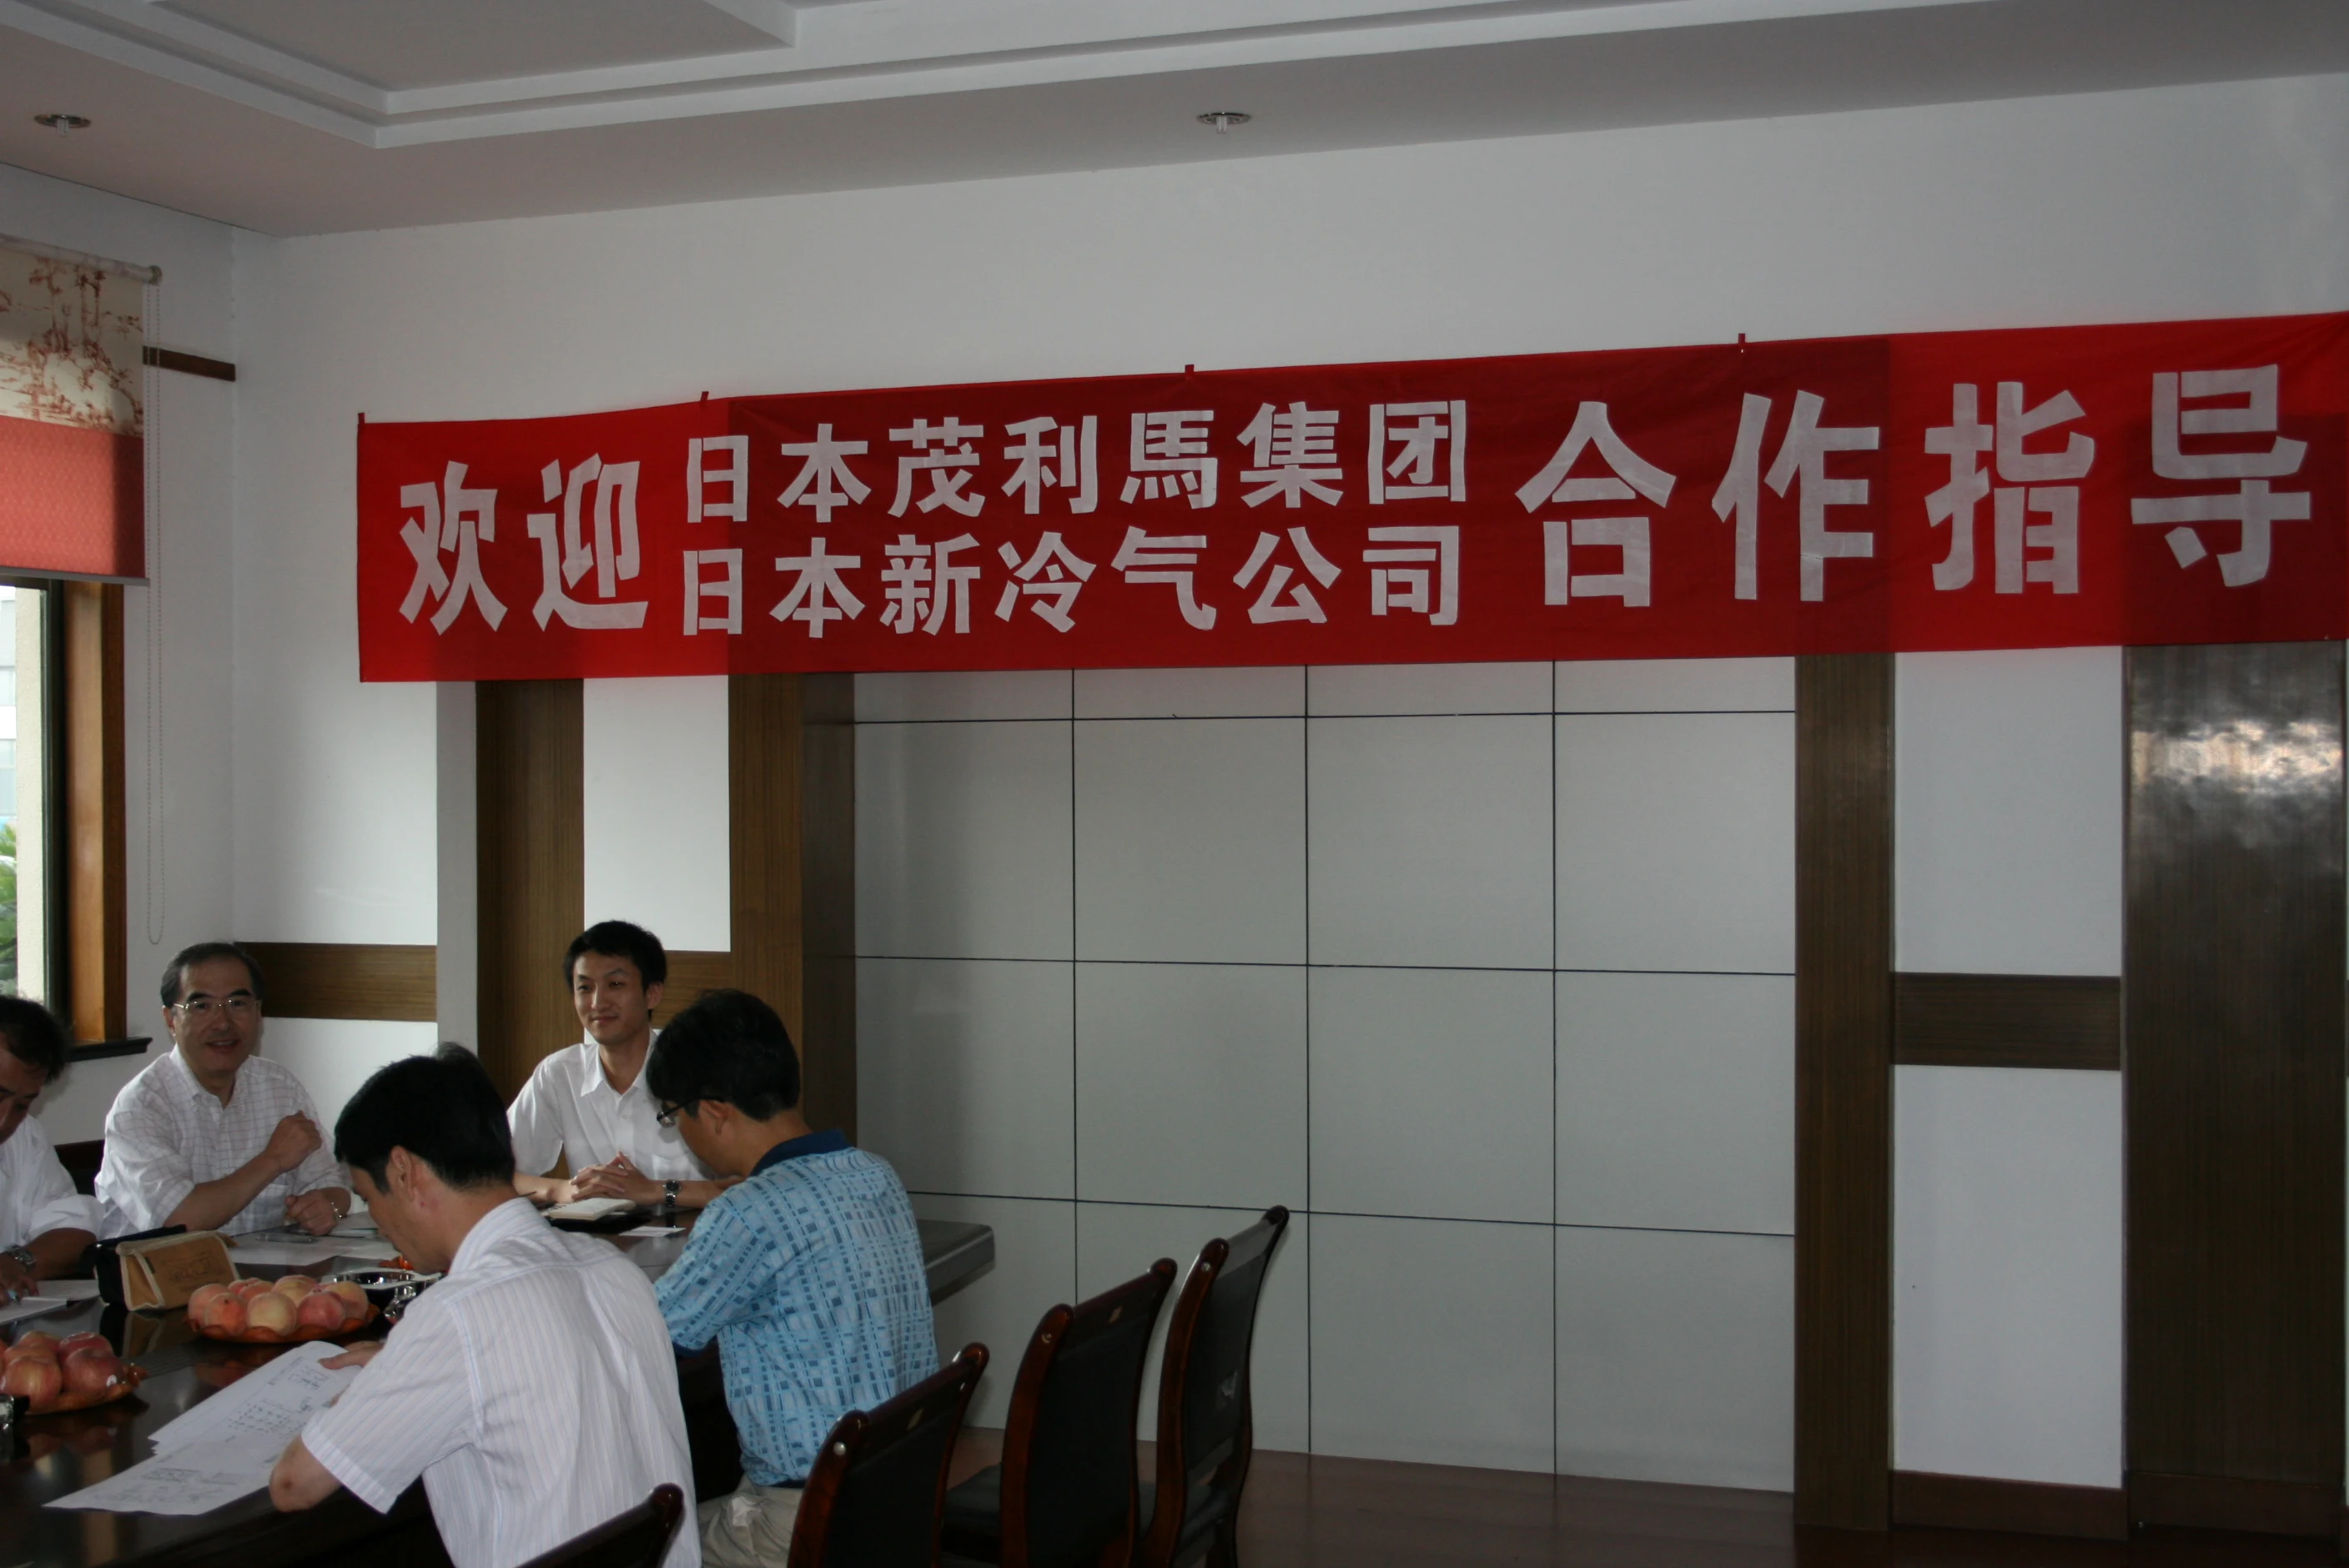 欢迎
日本茂利馬集团
日本新冷气公司
合作指导